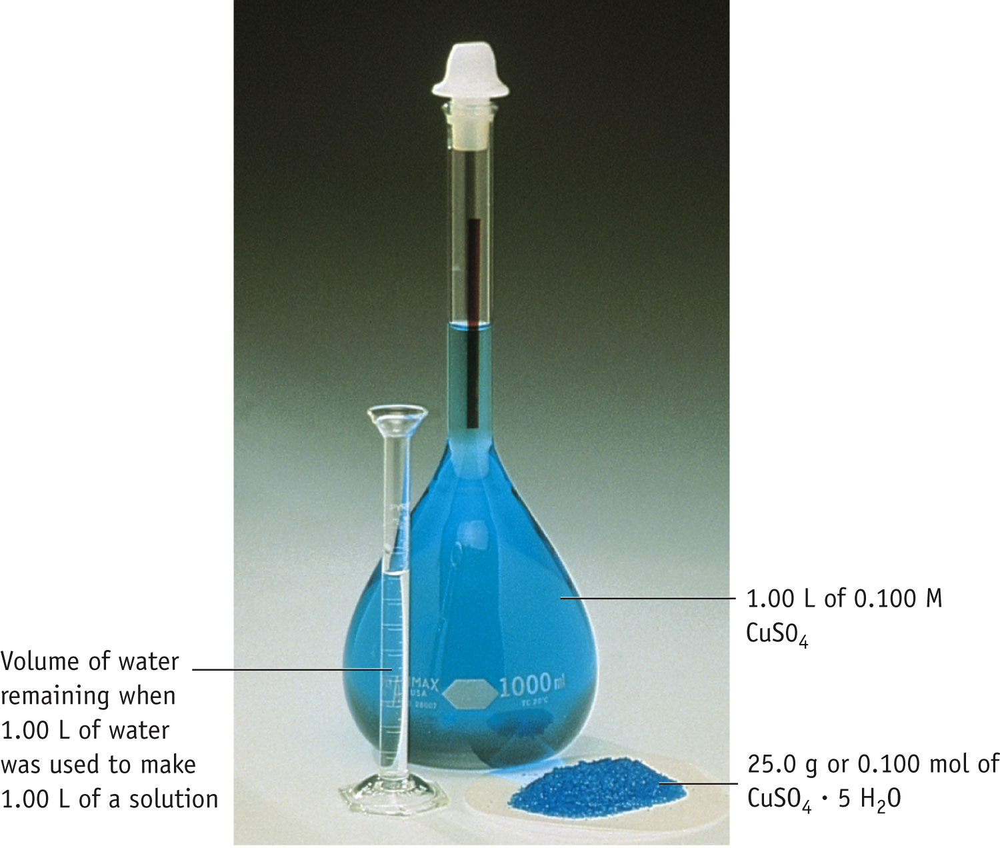 1.00 L of 0.100 M
CuSO₄
Volume of water
remaining when
1.00 L of water
was used to make
1.00 L of a solution
MAX
USA
28007
1000 ml
TC 20°C
25.0 g or 0.100 mol of
CuSO₄ · 5 H₂O